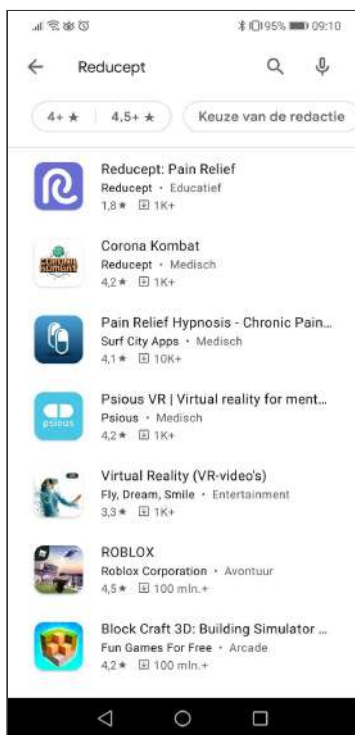 95% 09:10
Reducept
4+ ★ 4,5+ ★ Keuze van de redactie
Reducept: Pain Relief
Reducept • Educatief
1,8 ★ 1K+
CORONA KOMBAT
Corona Kombat
Reducept • Medisch
4,2 ★ 1K+
Pain Relief Hypnosis - Chronic Pain...
Surf City Apps • Medisch
4,1 ★ 10K+
psious
Psious VR | Virtual reality for ment...
Psious • Medisch
4,2 ★ 1K+
Virtual Reality (VR-video's)
Fly, Dream, Smile • Entertainment
3,3 ★ 1K+
ROBLOX
Roblox Corporation • Avontuur
4,5 ★ 100 mln.+
Block Craft 3D: Building Simulator ...
Fun Games For Free • Arcade
4,2 ★ 100 mln.+